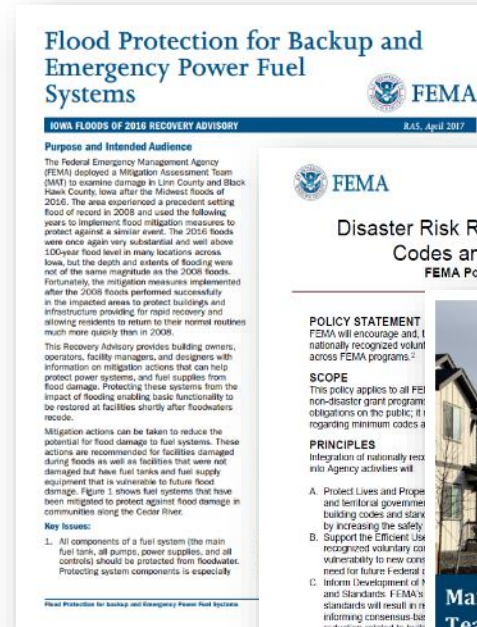 Flood Protection for Backup and
Emergency Power Fuel
Systems
FEMA
IOWA FLOODS OF 2016 RECOVERY ADVISORY
RA5, April 2017
Purpose and Intended Audience
The Federal Emergency Management Agency
(FEMA) deployed a Mitigation Assessment Team
(MAT) to examine damage in Linn County and Black
Hawk County, Iowa after the Midwest floods of
2016. The area experienced a precedent setting
flood of record in 2008 and used the following
years to implement flood mitigation measures to
protect against a similar event. The 2016 floods
were once again very substantial and well above
100-year flood level in many locations across
Iowa, but the depth and extents of flooding were
not of the same magnitude as the 2008 floods.
Fortunately, the mitigation measures implemented
after the 2008 floods performed successfully
in the impacted areas to protect buildings and
infrastructure providing for rapid recovery and
allowing residents to return to their normal routines
much more quickly than in 2008.
This Recovery Advisory provides building owners,
operators, facility managers, and designers with
information on mitigation actions that can help
protect power systems, and fuel supplies from
flood damage. Protecting these systems from the
impact of flooding enabling basic functionality to
be restored at facilities shortly after floodwaters
recede.
Mitigation actions can be taken to reduce the
potential for flood damage to fuel systems. These
actions are recommended for facilities damaged
during floods as well as facilities that were not
damaged but have fuel tanks and fuel supply
equipment that is vulnerable to future flood
damage. Figure 1 shows fuel systems that have
been mitigated to protect against flood damage in
communities along the Cedar River.
Key Issues:
1. All components of a fuel system (the main
fuel tank, all pumps, power supplies, and all
controls) should be protected from floodwater.
Protecting system components is especially
Flood Protection for Backup and Emergency Power Fuel Systems
FEMA
Disaster Risk R
Codes an
FEMA Po
POLICY STATEMENT
FEMA will encourage and, t
nationally recognized volunt
across FEMA programs.2
SCOPE
This policy applies to all FE
non-disaster grant programs
obligations on the public; it
regarding minimum codes a
PRINCIPLES
Integration of nationally rec
into Agency activities will
A. Protect Lives and Prope
and territorial governmen
building codes and stand
by increasing the safety
B. Support the Efficient Use
recognized voluntary con
vulnerability to new cons
need for future Federal
C. Inform Development of N
and Standards. FEMA's
standards will result in
informing consensus-bas
Ma
Tea